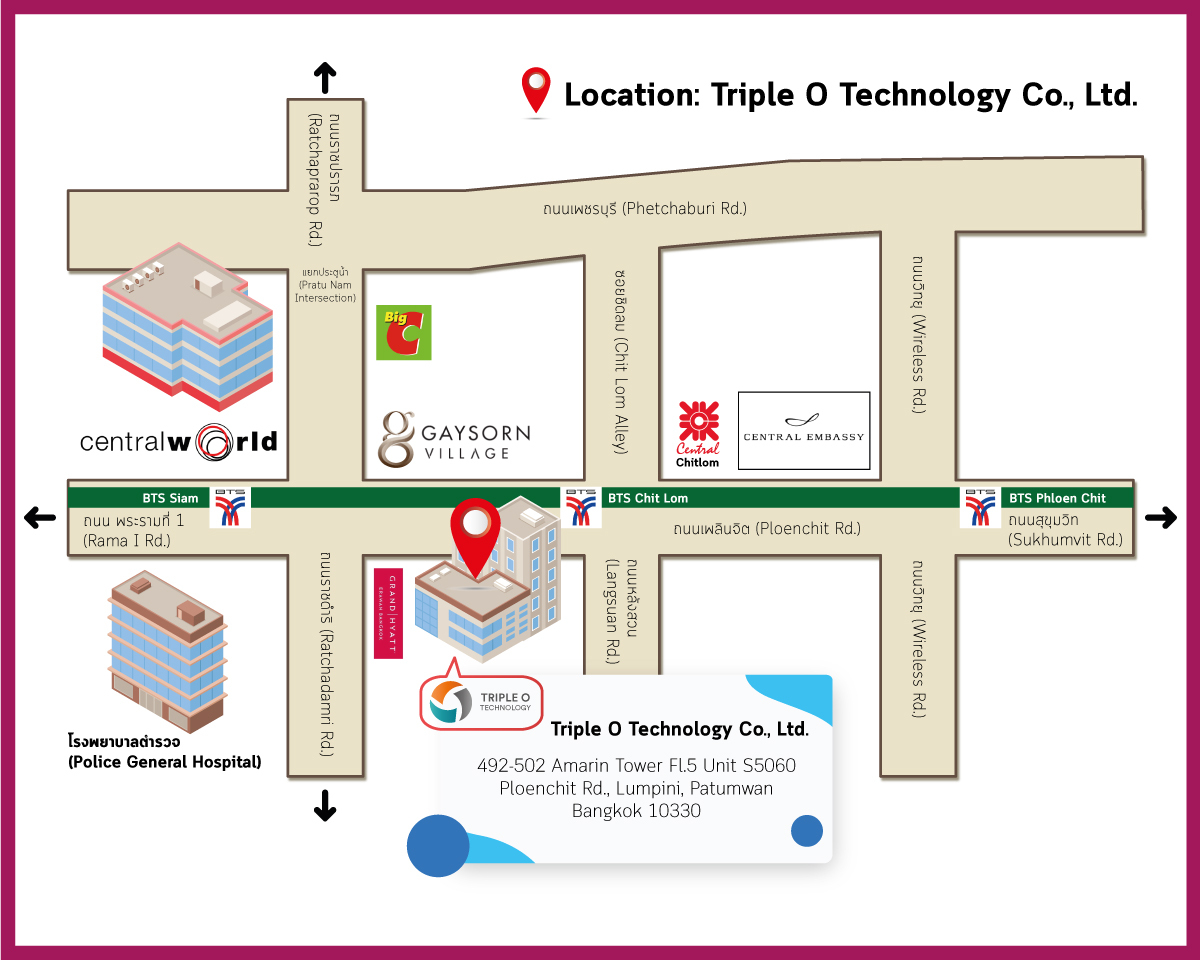 Location: Triple O Technology Co., Ltd.
ถนนราชปรารภ
(Ratchaprarop Rd.)
ถนนเพชรบุรี (Phetchaburi Rd.)
แยกประตูน้ำ
(Pratu Nam
Intersection)
ซอยชิดลม (Chit Lom Alley)
ถนนวิทยุ (Wireless Rd.)
Big
C
centralw rld
GAYSORN
VILLAGE
Central
Chitlom
CENTRAL EMBASSY
BTS Siam
BTS
BTS
BTS Chit Lom
BTS
BTS Phloen Chit
ถนน พระรามที่ 1
(Rama I Rd.)
ถนนเพลินจิต (Ploenchit Rd.)
ถนนสุขุมวิท
(Sukhumvit Rd.)
ถนนราชดำริ (Ratchadamri Rd.)
GRAND HYATT
ERAWAN BANGKOK
ถนนหลังสวน
(Langsuan Rd.)
ถนนวิทยุ (Wireless Rd.)
โรงพยาบาลตำรวจ
(Police General Hospital)
TRIPLE O
TECHNOLOGY
Triple O Technology Co., Ltd.
492-502 Amarin Tower Fl.5 Unit S5060
Ploenchit Rd., Lumpini, Patumwan
Bangkok 10330